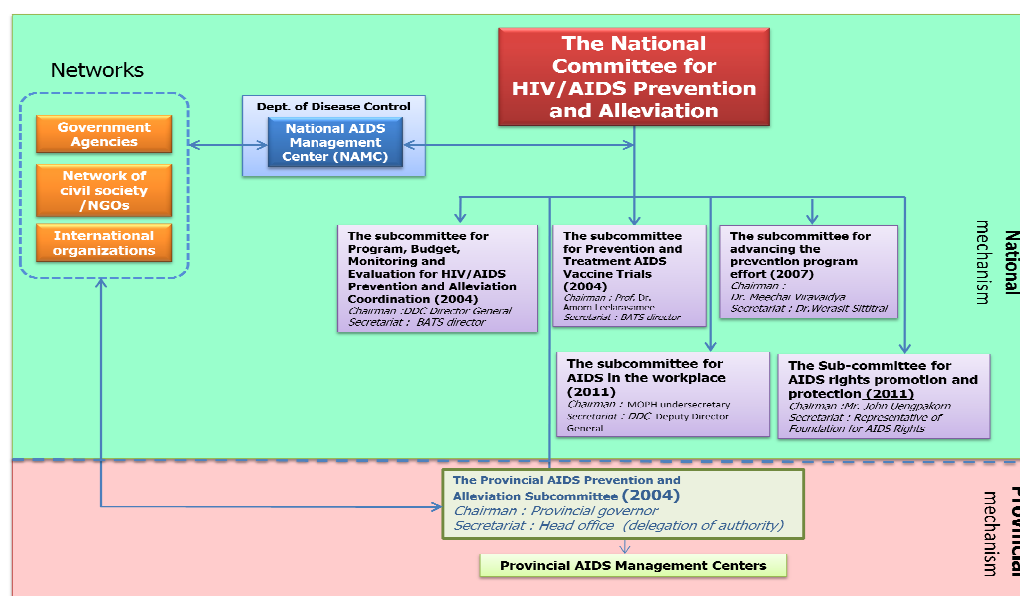 The National
Committee for
HIV/AIDS Prevention
and Alleviation
Networks
Government
Agencies
Network of
civil society
/NGOs
International
organizations
Dept. of Disease Control
National AIDS
Management
Center (NAMC)
The subcommittee for
Program, Budget,
Monitoring and
Evaluation for HIV/AIDS
Prevention and Alleviation
Coordination (2004)
Chairman :DDC Director General
Secretariat : BATS director
The subcommittee
for Prevention and
Treatment AIDS
Vaccine Trials
(2004)
Chairman : Prof. Dr.
Amorn Leelarasamee
Secretariat : BATS director
The subcommittee for
advancing the
prevention program
effort (2007)
Chairman :
Dr. Meechai Viravaidya
Secretariat : Dr.Werasit Sittitrai
The subcommittee for
AIDS in the workplace
(2011)
Chairman : MOPH undersecretary
Secretariat : DDC Deputy Director
General
The Sub-committee for
AIDS rights promotion and
protection (2011)
Chairman :Mr. John Uengpakorn
Secretariat : Representative of
Foundation for AIDS Rights
National
mechanism
The Provincial AIDS Prevention and
Alleviation Subcommittee (2004)
Chairman : Provincial governor
Secretariat : Head office (delegation of authority)
Provincial AIDS Management Centers
Provincial
mechanism